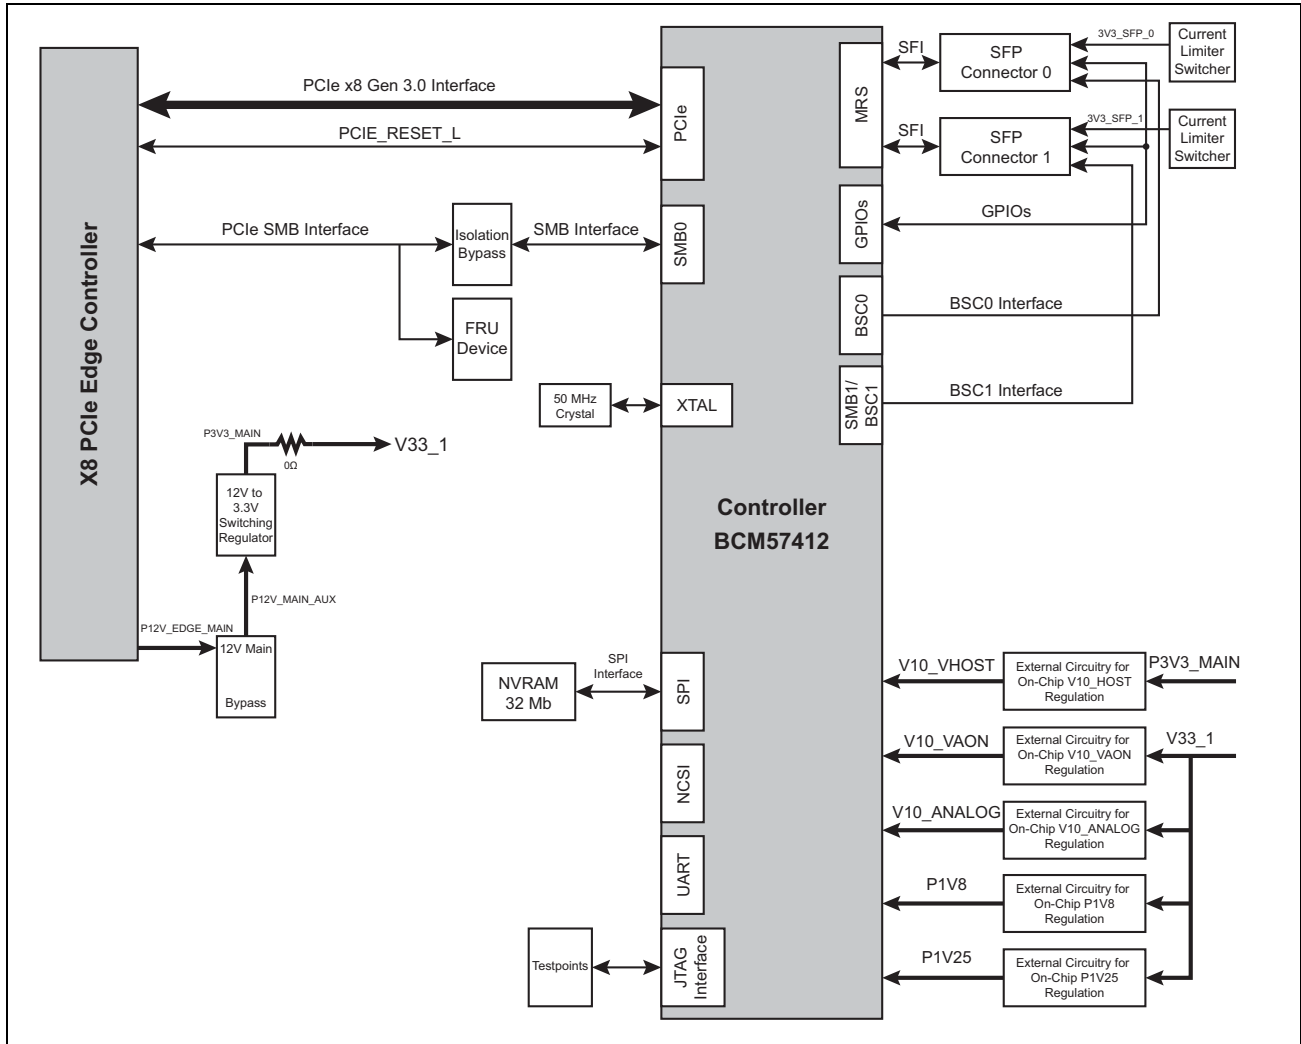 X8 PCIe Edge Controller
PCIe x8 Gen 3.0 Interface
PCIE_RESET_L
PCIe SMB Interface
Isolation
Bypass
SMB Interface
FRU
Device
50 MHz
Crystal
P3V3_MAIN
0Ω
V33_1
12V to
3.3V
Switching
Regulator
P12V_MAIN_AUX
P12V_EDGE_MAIN
12V Main
Bypass
NVRAM
32 Mb
SPI
Interface
Testpoints
PCIe
SMB0
XTAL
SPI
NCSI
UART
JTAG
Interface
Controller
BCM57412
MRS
GPIOs
BSC0
SMB1/
BSC1
SFI
SFP
Connector 0
3V3_SFP_0
Current
Limiter
Switcher
SFI
SFP
Connector 1
3V3_SFP_1
Current
Limiter
Switcher
GPIOs
BSC0 Interface
BSC1 Interface
V10_VHOST
External Circuitry for
On-Chip V10_HOST
Regulation
P3V3_MAIN
V10_VAON
External Circuitry for
On-Chip V10_VAON
Regulation
V33_1
V10_ANALOG
External Circuitry for
On-Chip V10_ANALOG
Regulation
P1V8
External Circuitry for
On-Chip P1V8
Regulation
P1V25
External Circuitry for
On-Chip P1V25
Regulation